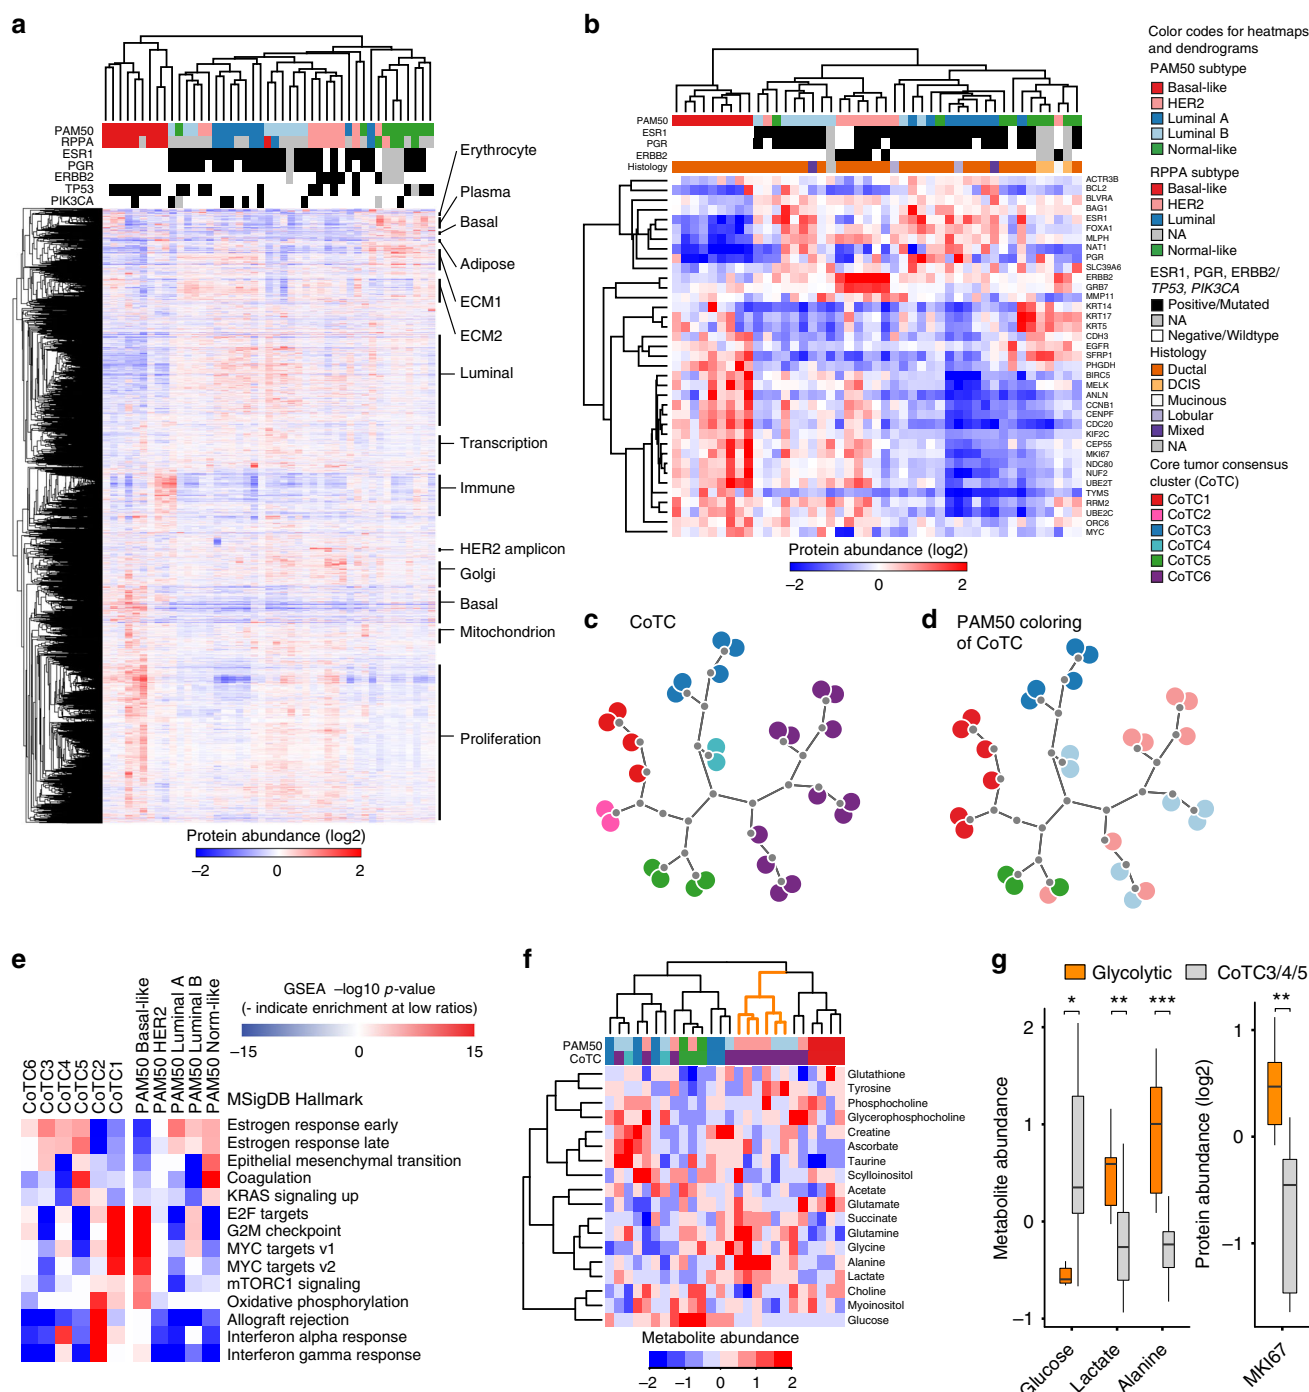 a
PAM50
RPPA
ESR1
PGR
ERBB2
TP53
PIK3CA
Erythrocyte
Plasma
Basal
Adipose
ECM1
ECM2
Luminal
Transcription
Immune
HER2 amplicon
Golgi
Basal
Mitochondrion
Proliferation
Protein abundance (log2)
−2 0 2
b
PAM50
ESR1
PGR
ERBB2
Histology
ACTR3B
BCL2
BLVRA
BAG1
ESR1
FOXA1
MLPH
NAT1
PGR
SLC39A6
ERBB2
GRB7
MMP11
KRT14
KRT17
KRT5
CDH3
EGFR
SFRP1
PHGDH
BIRC5
MELK
ANLN
CCNB1
CENPF
CDC20
KIF2C
CEP55
MKI67
NDC80
NUF2
UBE2T
TYMS
RRM2
UBE2C
ORC6
MYC
Protein abundance (log2)
−2 0 2
Color codes for heatmaps
and dendrograms
PAM50 subtype
Basal-like
HER2
Luminal A
Luminal B
Normal-like
RPPA subtype
Basal-like
HER2
Luminal
NA
Normal-like
ESR1, PGR, ERBB2/
TP53, PIK3CA
Positive/Mutated
NA
Negative/Wildtype
Histology
Ductal
DCIS
Mucinous
Lobular
Mixed
NA
Core tumor consensus
cluster (CoTC)
CoTC1
CoTC2
CoTC3
CoTC4
CoTC5
CoTC6
c
CoTC
d
PAM50 coloring
of CoTC
e
CoTC6
CoTC3
CoTC4
CoTC5
CoTC2
CoTC1
PAM50 Basal-like
PAM50 HER2
PAM50 Luminal A
PAM50 Luminal B
PAM50 Norm-like
GSEA −log10 p-value
(- indicate enrichment at low ratios)
−15 0 15
MSigDB Hallmark
Estrogen response early
Estrogen response late
Epithelial mesenchymal transition
Coagulation
KRAS signaling up
E2F targets
G2M checkpoint
MYC targets v1
MYC targets v2
mTORC1 signaling
Oxidative phosphorylation
Allograft rejection
Interferon alpha response
Interferon gamma response
f
PAM50
CoTC
Glutathione
Tyrosine
Phosphocholine
Glycerophosphocholine
Creatine
Ascorbate
Taurine
Scylloinositol
Acetate
Glutamate
Succinate
Glutamine
Glycine
Alanine
Lactate
Choline
Myoinositol
Glucose
Metabolite abundance
−2 −1 0 1 2
g
Glycolytic CoTC3/4/5
* ** *** **
Metabolite abundance
2
1
0
−1
Glucose
Lactate
Alanine
Protein abundance (log2)
1
0
−1
MKI67